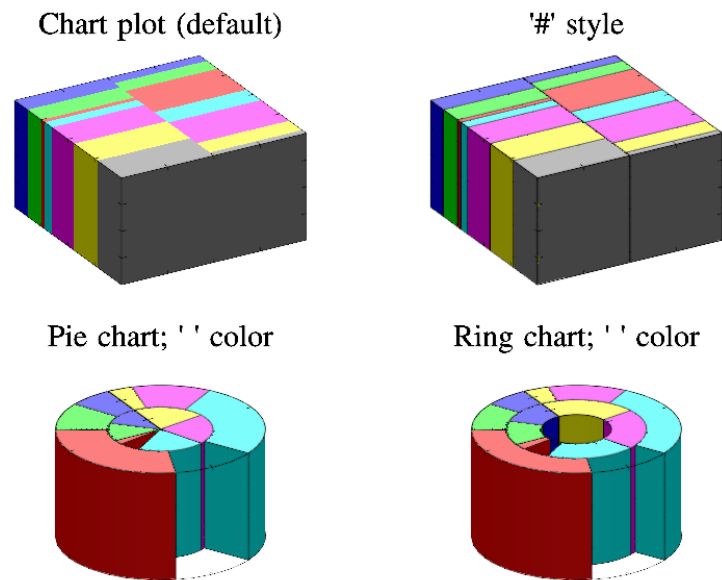 Chart plot (default)
'#' style
Pie chart; ' ' color
Ring chart; ' ' color